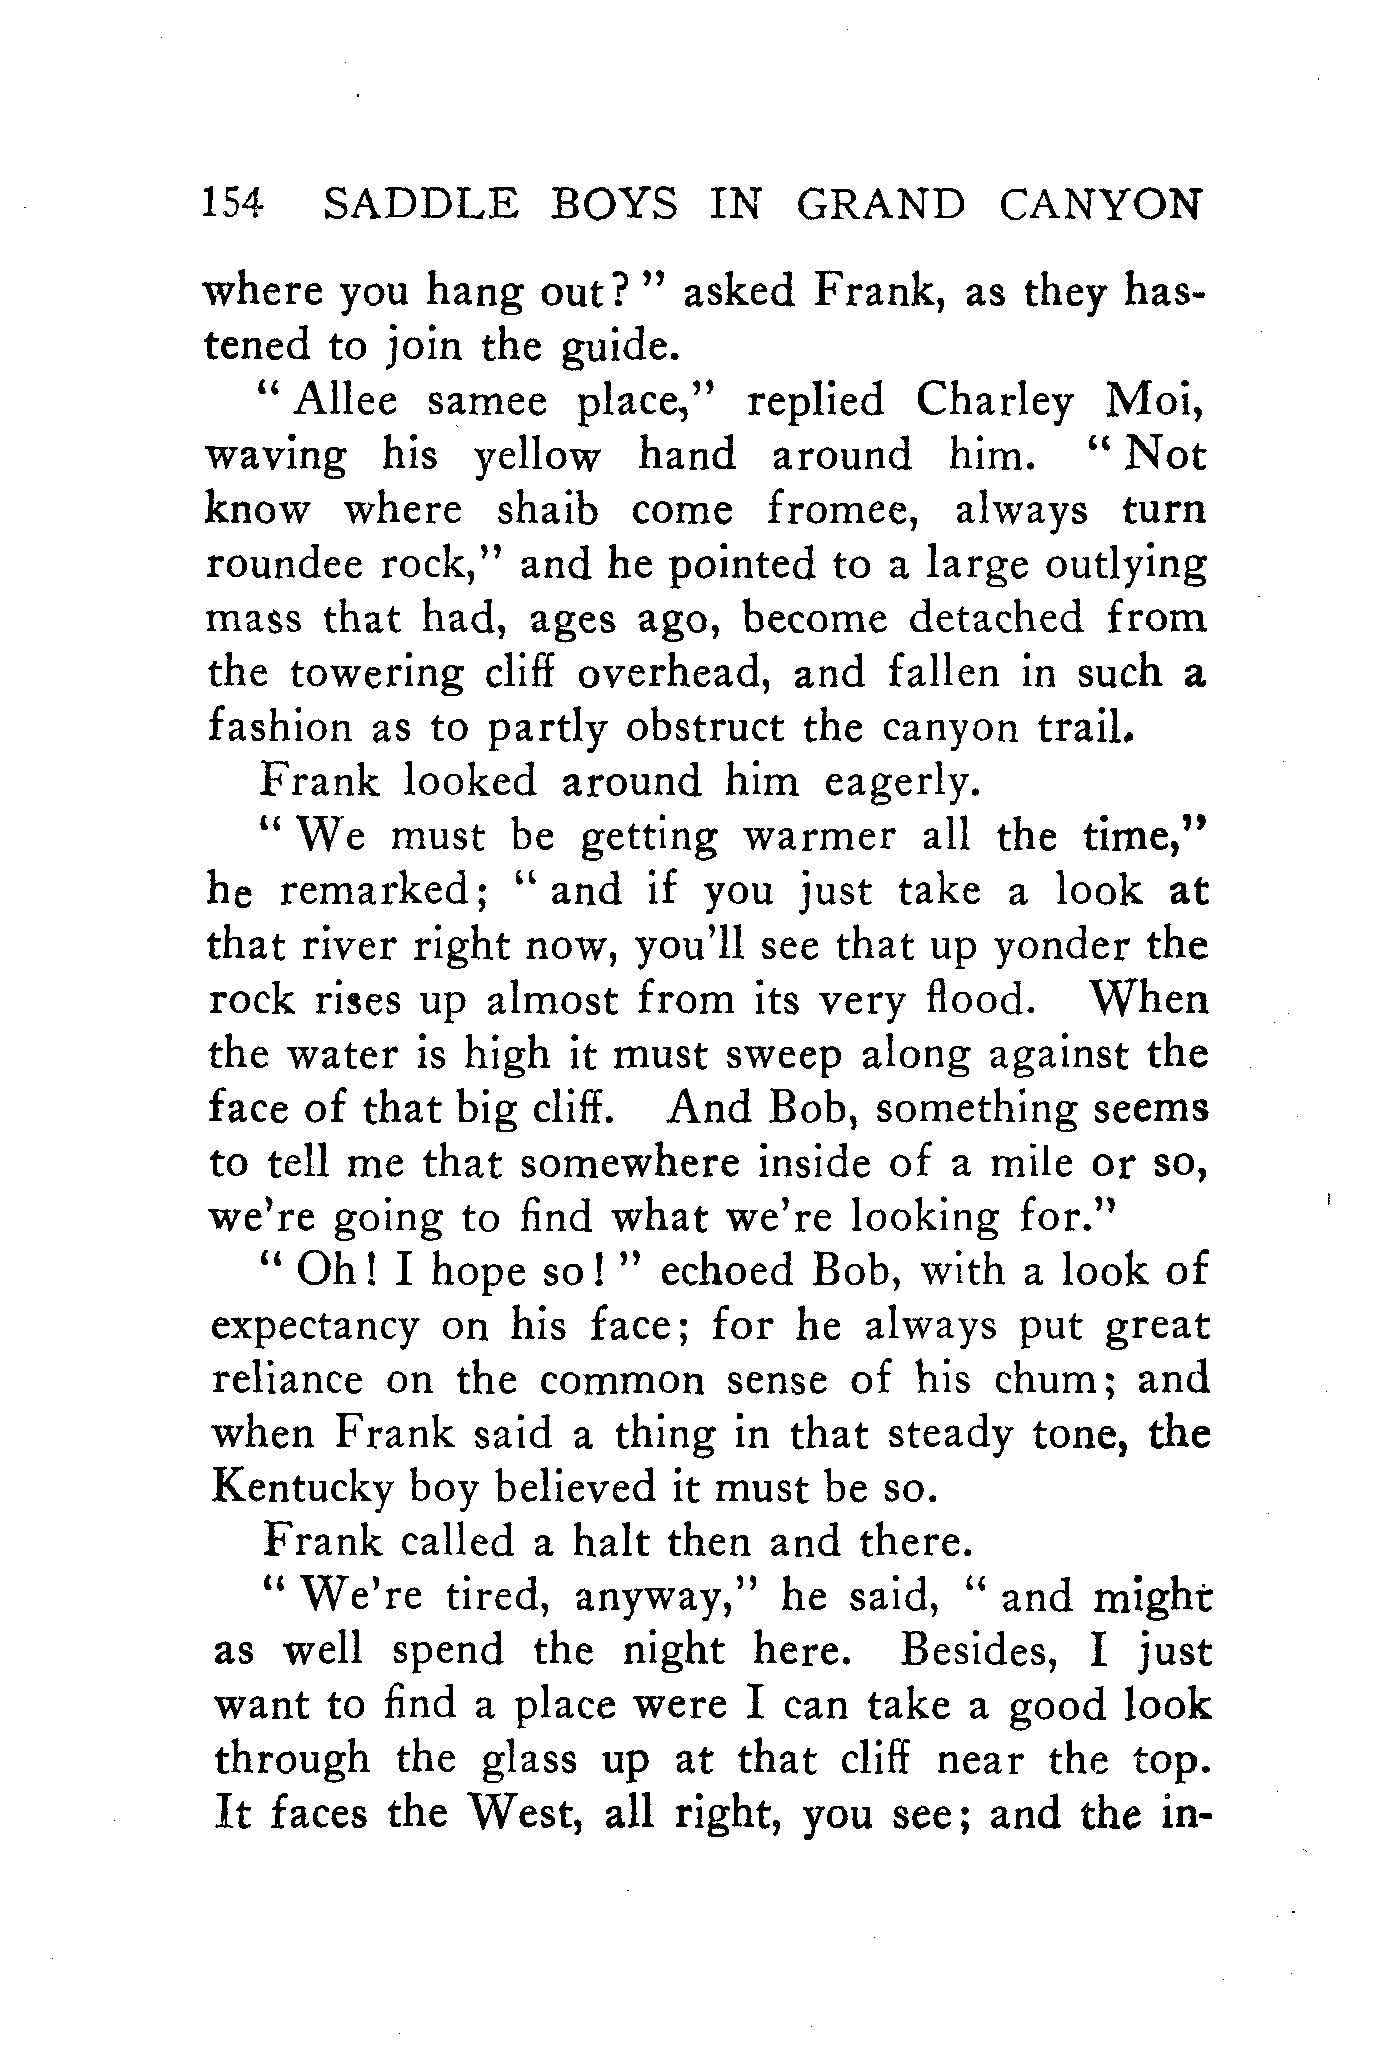 154 SADDLE BOYS IN GRAND CANYON
where you hang out? " asked Frank, as they has-
tened to join the guide.
" Allee samee place," replied Charley Moi,
waving his yellow hand around him. " Not
know where shaib come fromee, always turn
roundee rock," and he pointed to a large outlying
mass that had, ages ago, become detached from
the towering cliff overhead, and fallen in such a
fashion as to partly obstruct the canyon trail.
Frank looked around him eagerly.
" We must be getting warmer all the time,"
he remarked; " and if you just take a look at
that river right now, you'll see that up yonder the
rock rises up almost from its very flood. When
the water is high it must sweep along against the
face of that big cliff. And Bob, something seems
to tell me that somewhere inside of a mile or so,
we're going to find what we're looking for."
" Oh! I hope so! " echoed Bob, with a look of
expectancy on his face; for he always put great
reliance on the common sense of his chum; and
when Frank said a thing in that steady tone, the
Kentucky boy believed it must be so.
Frank called a halt then and there.
" We're tired, anyway," he said, " and might
as well spend the night here. Besides, I just
want to find a place were I can take a good look
through the glass up at that cliff near the top.
It faces the West, all right, you see; and the in-